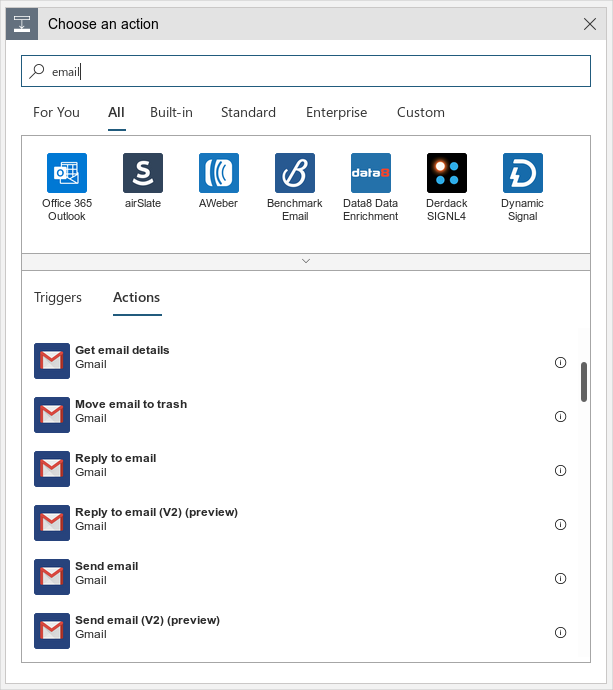 Choose an action
email
For You All Built-in Standard Enterprise Custom
Office 365 Outlook
airSlate
AWeber
Benchmark Email
data8
Data8 Data Enrichment
Derdack SIGNL4
Dynamic Signal
Triggers Actions
Get email details
Gmail
Move email to trash
Gmail
Reply to email
Gmail
Reply to email (V2) (preview)
Gmail
Send email
Gmail
Send email (V2) (preview)
Gmail